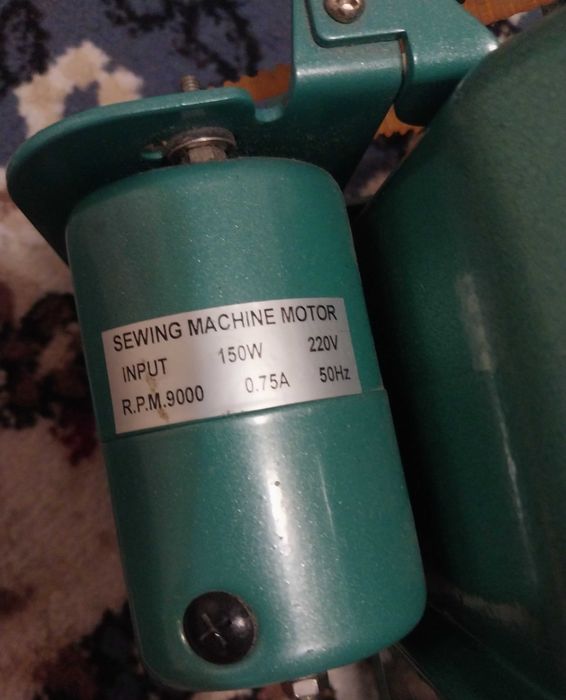 SEWING MACHINE MOTOR
INPUT 150W 220V
R.P.M.9000 0.75A 50Hz